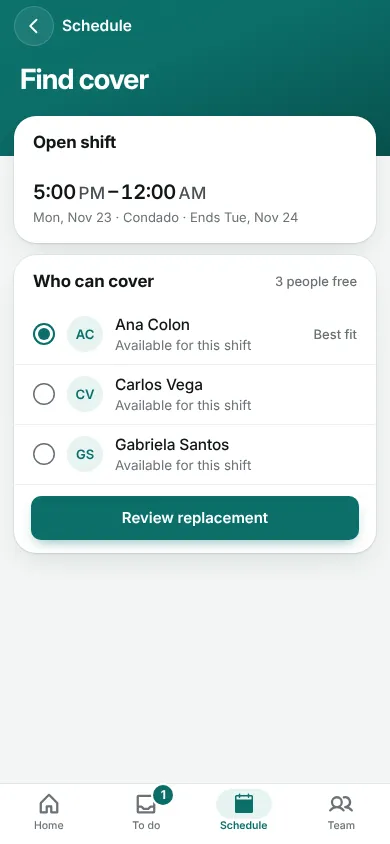 Schedule
Find cover
Open shift
5:00 PM – 12:00 AM
Mon, Nov 23 · Condado · Ends Tue, Nov 24
Who can cover 3 people free
AC Ana Colon
Available for this shift Best fit
CV Carlos Vega
Available for this shift
GS Gabriela Santos
Available for this shift
Review replacement
1
Home To do Schedule Team